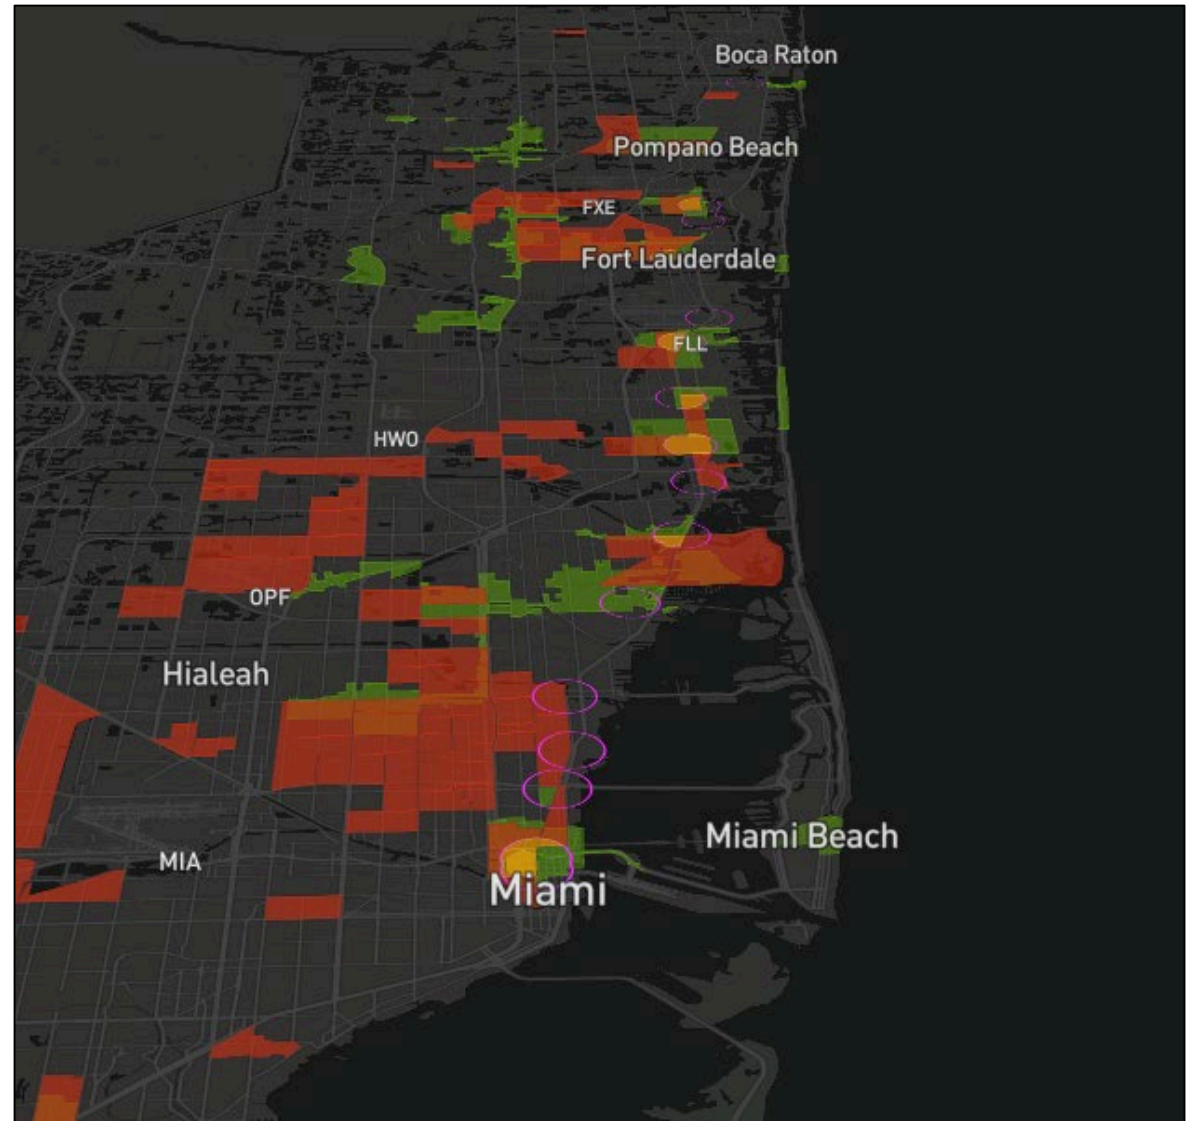 Boca Raton
Pompano Beach
FXE
Fort Lauderdale
FLL
HWO
OPF
Hialeah
Miami Beach
MIA
Miami